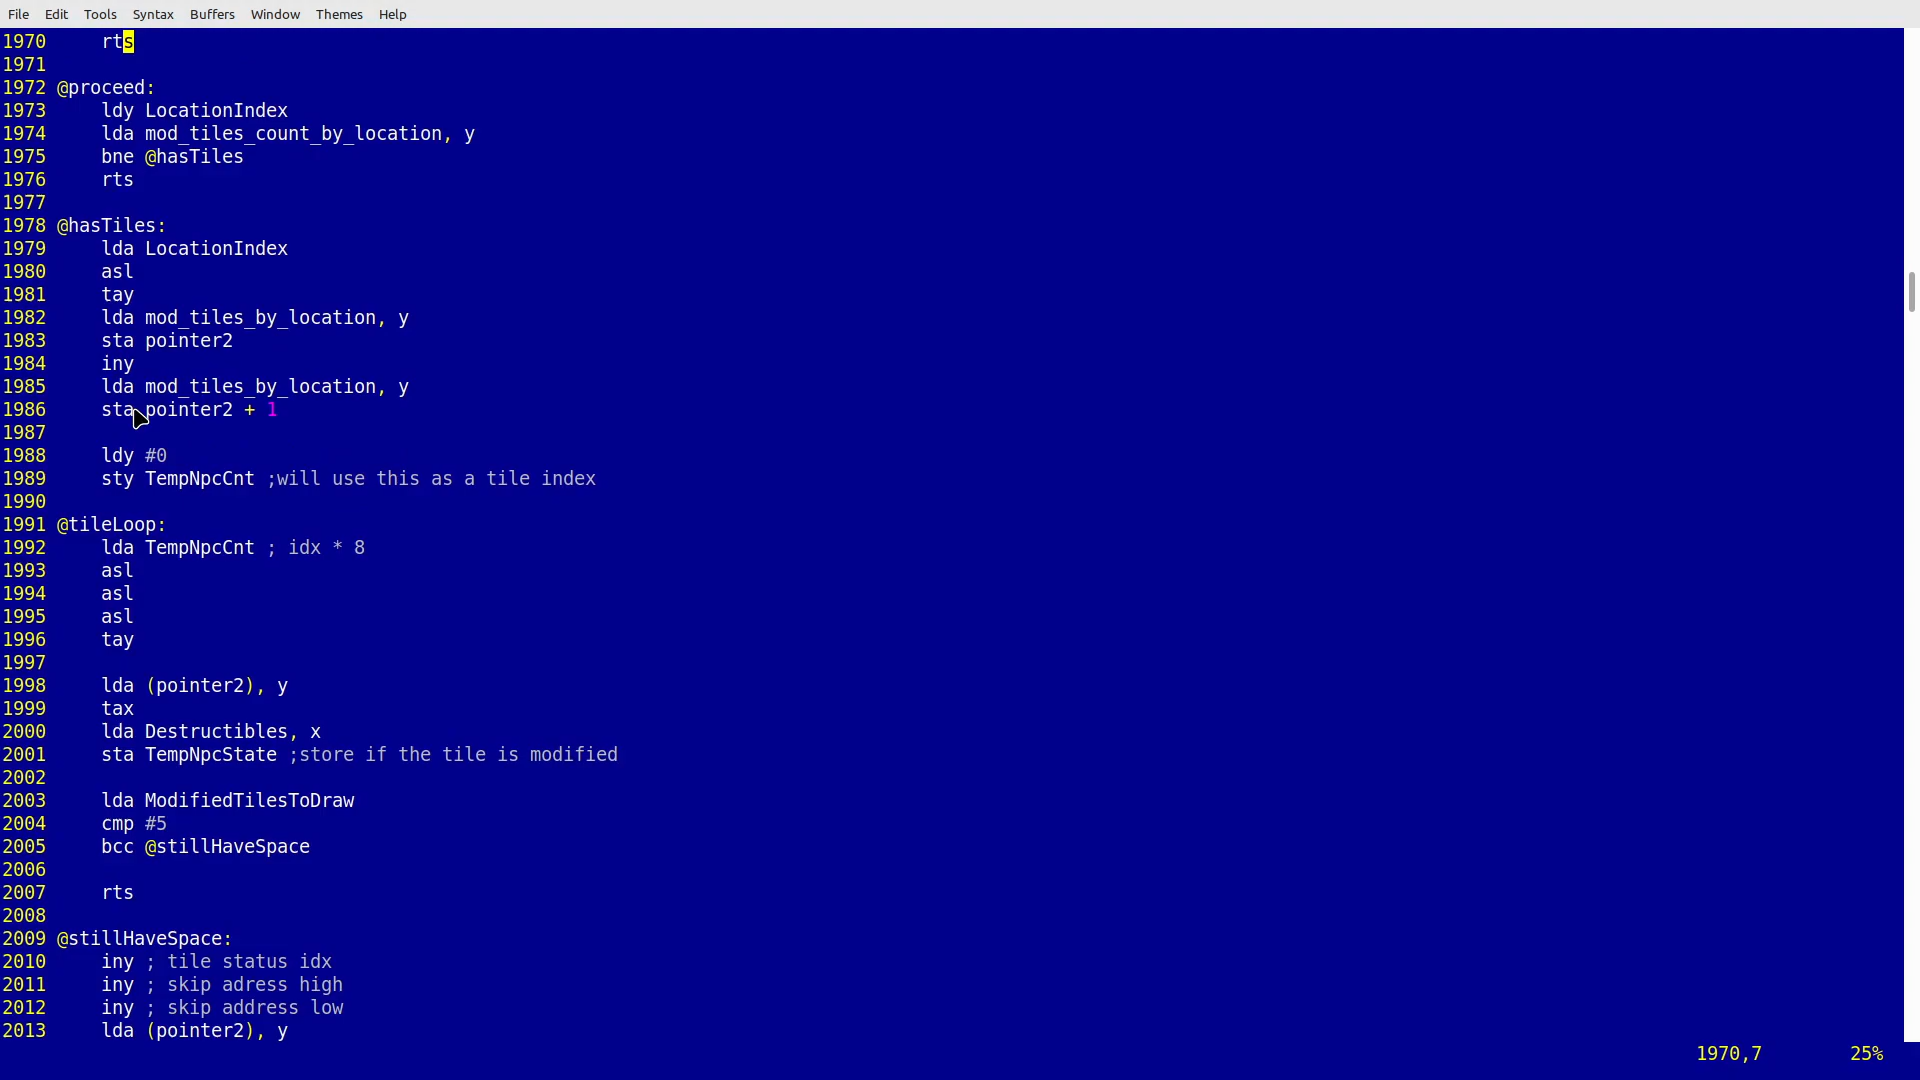 File Edit Tools Syntax Buffers Window Themes Help
1970     rts
1971
1972 @proceed:
1973     ldy LocationIndex
1974     lda mod_tiles_count_by_location, y
1975     bne @hasTiles
1976     rts
1977
1978 @hasTiles:
1979     lda LocationIndex
1980     asl
1981     tay
1982     lda mod_tiles_by_location, y
1983     sta pointer2
1984     iny
1985     lda mod_tiles_by_location, y
1986     sta pointer2 + 1
1987
1988     ldy #0
1989     sty TempNpcCnt ;will use this as a tile index
1990
1991 @tileLoop:
1992     lda TempNpcCnt ; idx * 8
1993     asl
1994     asl
1995     asl
1996     tay
1997
1998     lda (pointer2), y
1999     tax
2000     lda Destructibles, x
2001     sta TempNpcState ;store if the tile is modified
2002
2003     lda ModifiedTilesToDraw
2004     cmp #5
2005     bcc @stillHaveSpace
2006
2007     rts
2008
2009 @stillHaveSpace:
2010     iny ; tile status idx
2011     iny ; skip adress high
2012     iny ; skip address low
2013     lda (pointer2), y
1970,7 25%